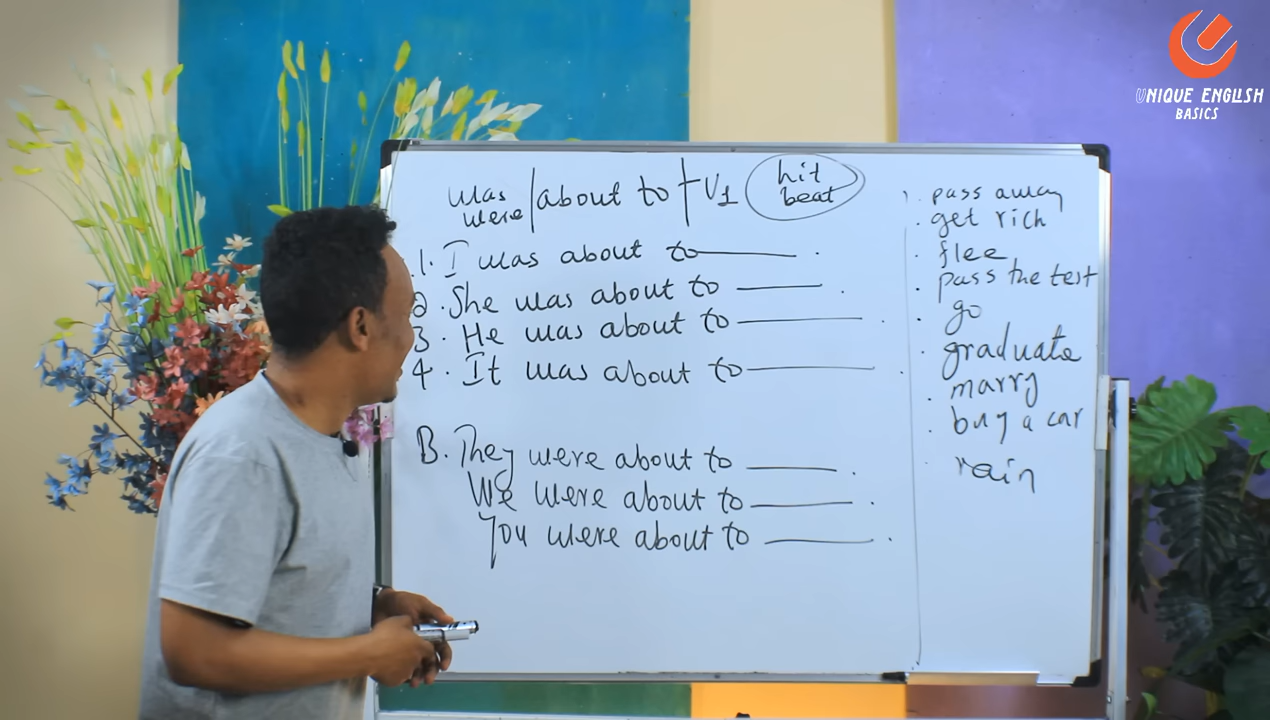 UNIQUE ENGLISH
BASICS
was
were / about to + V1
hit
beat
1. I was about to ______.
2. She was about to ______.
3. He was about to ______.
4. It was about to ______.
B. They were about to ______.
We were about to ______.
You were about to ______.
. pass away
. get rich
. flee
. pass the test
. go
. graduate
. marry
. buy a car
. rain